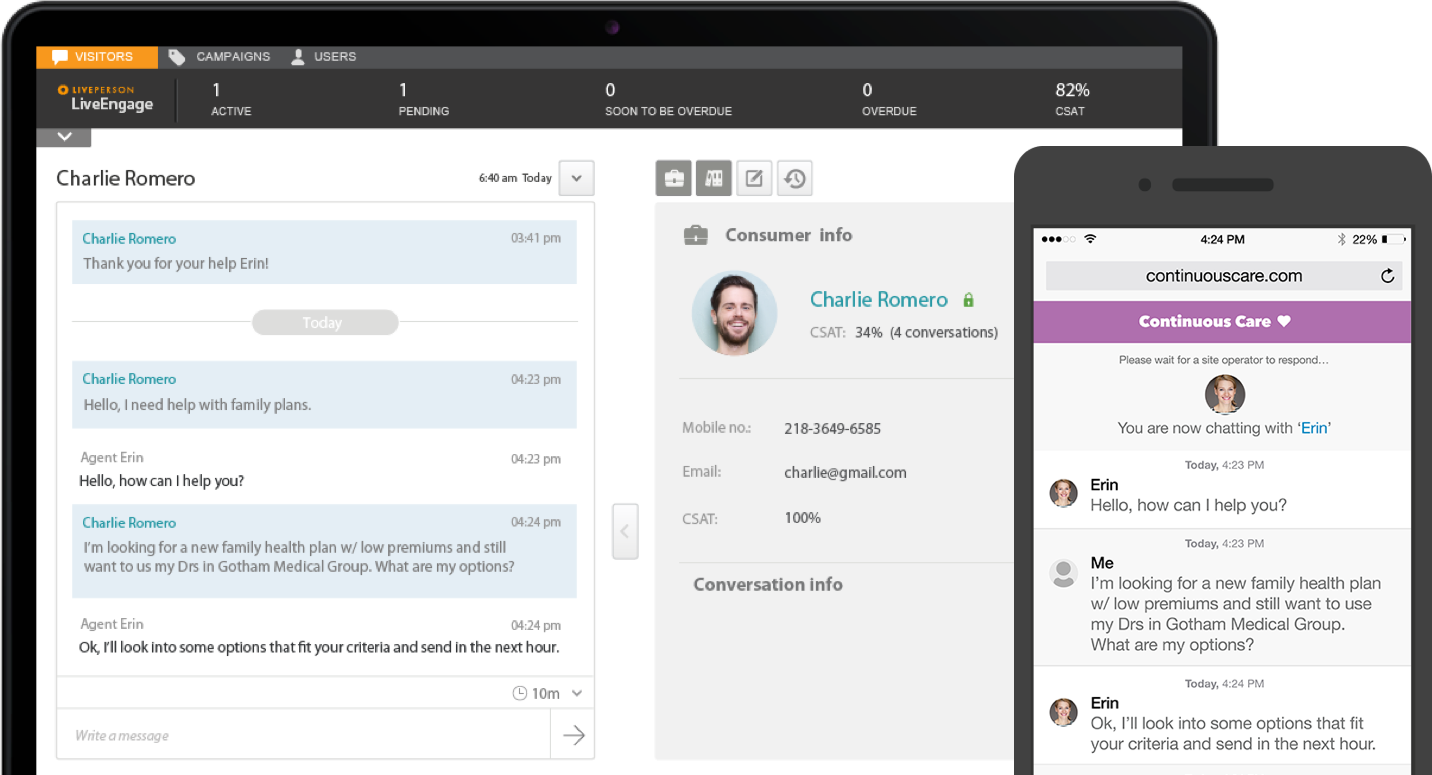 VISITORS
CAMPAIGNS
USERS
LIVEPERSON
LiveEngage
1
ACTIVE
1
PENDING
0
SOON TO BE OVERDUE
0
OVERDUE
82%
CSAT
Charlie Romero
6:40 am Today
Charlie Romero 03:41 pm
Thank you for your help Erin!
Today
Charlie Romero 04:23 pm
Hello, I need help with family plans.
Agent Erin 04:23 pm
Hello, how can I help you?
Charlie Romero 04:24 pm
I'm looking for a new family health plan w/ low premiums and still
want to us my Drs in Gotham Medical Group. What are my options?
Agent Erin 04:24 pm
Ok, I'll look into some options that fit your criteria and send in the next hour.
10m
Write a message
Consumer info
Charlie Romero
CSAT: 34% (4 conversations)
Mobile no.: 218-3649-6585
Email: charlie@gmail.com
CSAT: 100%
Conversation info
4:24 PM
22%
continuouscare.com
Continuous Care
Please wait for a site operator to respond...
You are now chatting with 'Erin'
Today, 4:23 PM
Erin
Hello, how can I help you?
Today, 4:23 PM
Me
I'm looking for a new family health plan
w/ low premiums and still want to use
my Drs in Gotham Medical Group.
What are my options?
Today, 4:24 PM
Erin
Ok, I'll look into some options that fit
your criteria and send in the next hour.